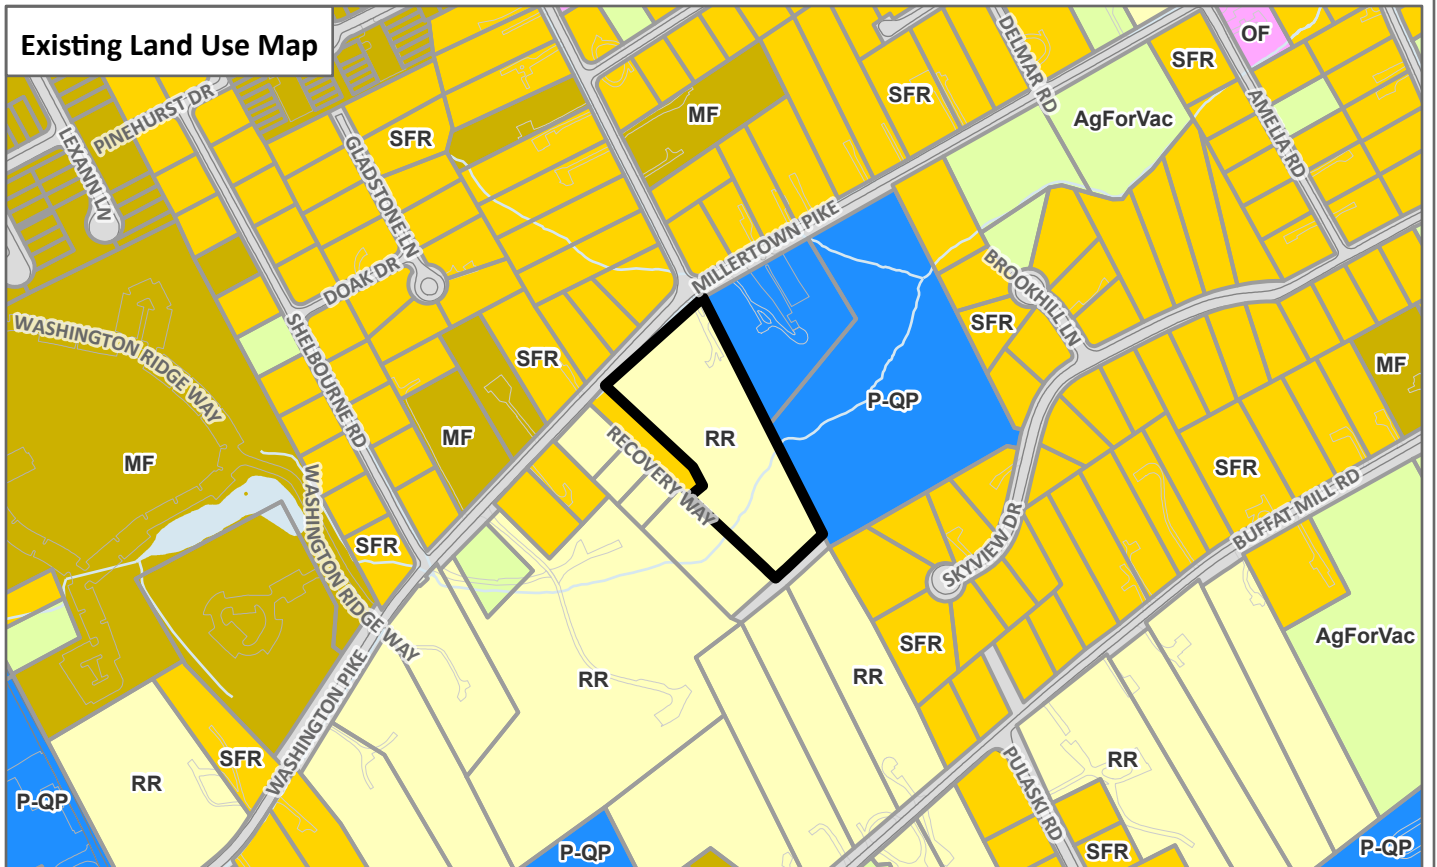 Existing Land Use Map
OF
DELMAR RD
SFR
SFR
PINEHURST DR
MF
AgForVac
AMELIA RD
LEXANN LN
SFR
GLADSTONE LN
MILLERTOWN PIKE
DOAK DR
BROOKHILL LN
WASHINGTON RIDGE WAY
SHELBOURNE RD
SFR
SFR
MF
P-QP
MF
RR
RECOVERY WAY
MF
SFR
WASHINGTON RIDGE WAY
BUFFAT MILL RD
SFR
SKYVIEW DR
SFR
AgForVac
RR
RR
WASHINGTON PIKE
SFR
RR
RR
PULASKI RD
P-QP
P-QP
SFR
P-QP